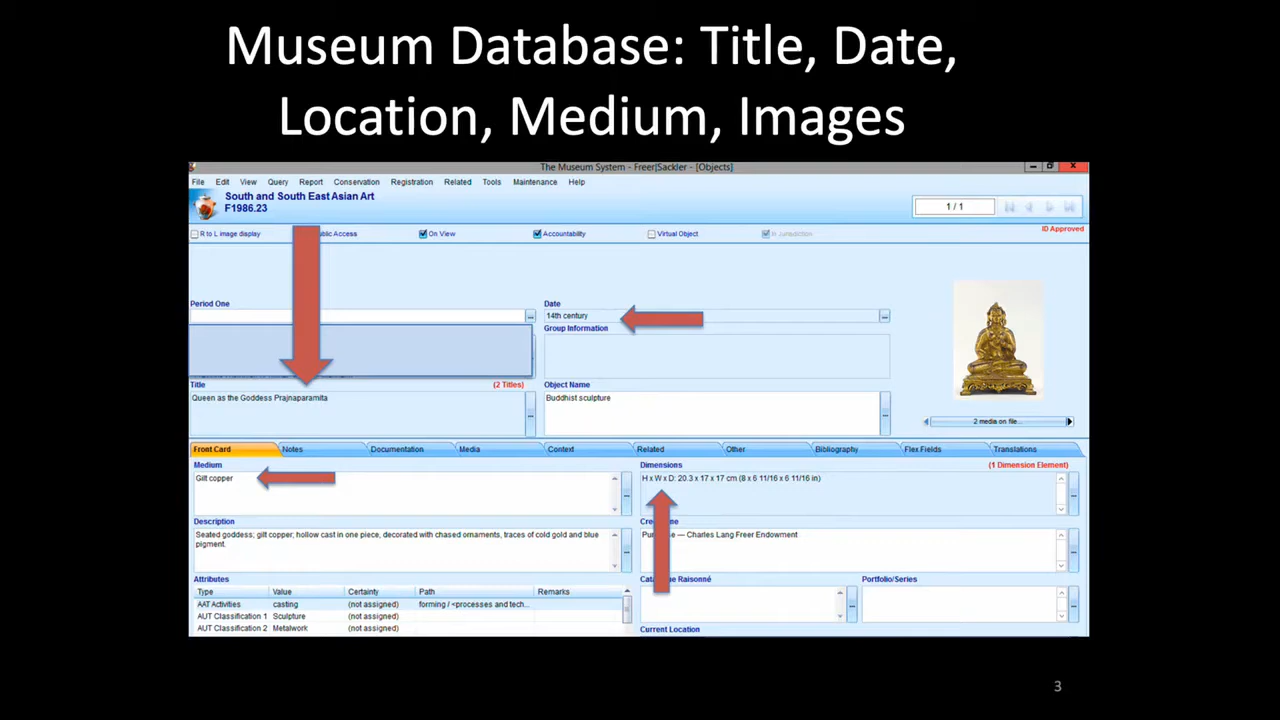 Museum Database: Title, Date,
Location, Medium, Images
The Museum System - Freer|Sackler - [Objects]
File Edit View Query Report Conservation Registration Related Tools Maintenance Help
South and South East Asian Art
F1986.23
1 / 1
R to L image display Access On View Accountability Virtual Object In Jurisdiction ID Approved
Period One Date
14th century
Group Information
Title (2 Titles) Object Name
Queen as the Goddess Prajnaparamita Buddhist sculpture
2 media on file...
Front Card Notes Documentation Media Context Related Other Bibliography Flex Fields Translations
Medium Dimensions (1 Dimension Element)
Gilt copper H x W x D: 20.3 x 17 x 17 cm (8 x 6 11/16 x 6 11/16 in)
Description
Seated goddess; gilt copper; hollow cast in one piece, decorated with chased ornaments, traces of cold gold and blue — Charles Lang Freer Endowment
pigment.
Attributes Raisonné Portfolio/Series
Type Value Certainty Path Remarks
AAT Activities casting (not assigned) forming / <processes and tech...
AUT Classification 1 Sculpture (not assigned)
AUT Classification 2 Metalwork (not assigned) Current Location
3